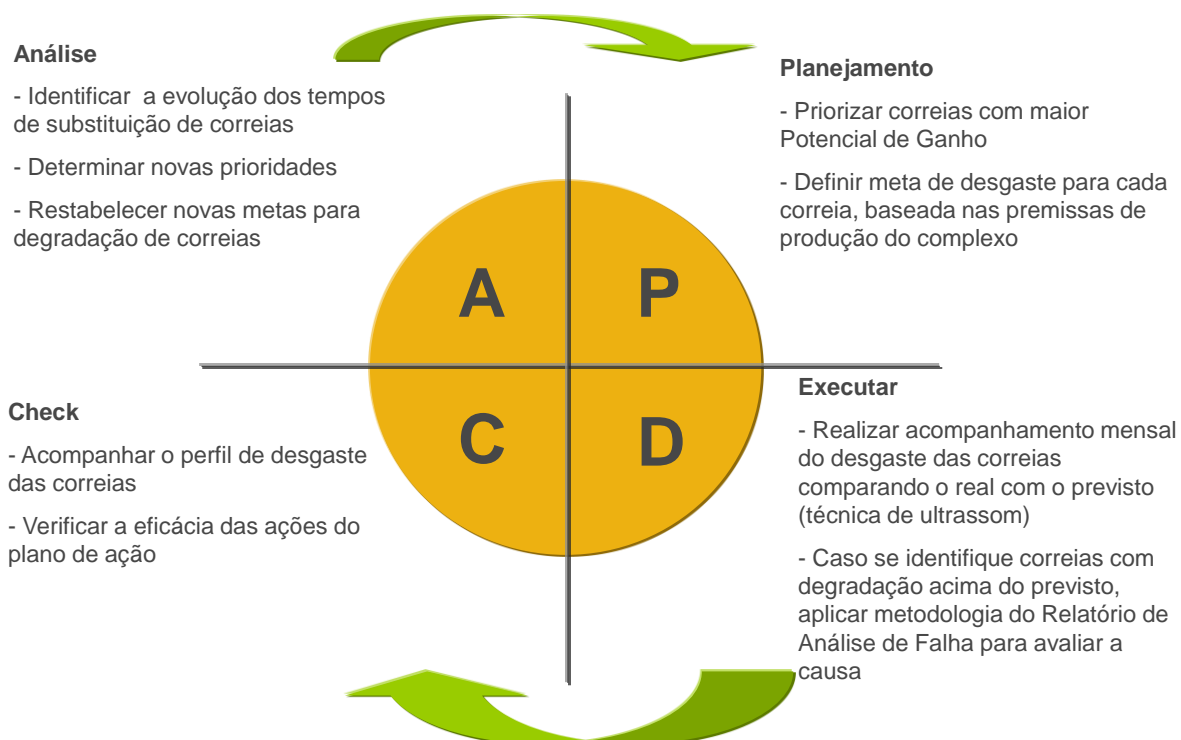 Análise
- Identificar a evolução dos tempos
de substituição de correias
- Determinar novas prioridades
- Restabelecer novas metas para
degradação de correias
Planejamento
- Priorizar correias com maior
Potencial de Ganho
- Definir meta de desgaste para cada
correia, baseada nas premissas de
produção do complexo
A
P
C
D
Check
- Acompanhar o perfil de desgaste
das correias
- Verificar a eficácia das ações do
plano de ação
Executar
- Realizar acompanhamento mensal
do desgaste das correias
comparando o real com o previsto
(técnica de ultrassom)
- Caso se identifique correias com
degradação acima do previsto,
aplicar metodologia do Relatório de
Análise de Falha para avaliar a
causa